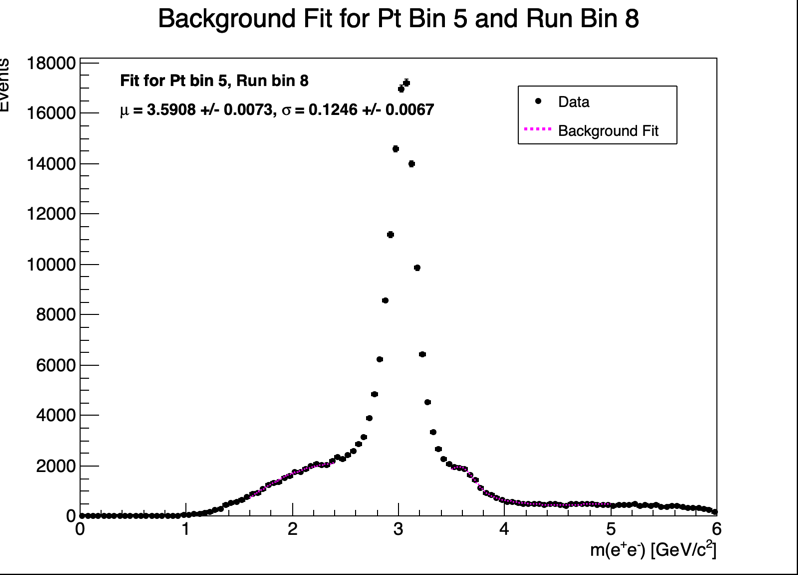 Background Fit for Pt Bin 5 and Run Bin 8
Events
18000
16000
14000
12000
10000
8000
6000
4000
2000
0
Fit for Pt bin 5, Run bin 8
μ = 3.5908 +/- 0.0073, σ = 0.1246 +/- 0.0067
Data
Background Fit
0 1 2 3 4 5 6
m(e⁺e⁻) [GeV/c²]